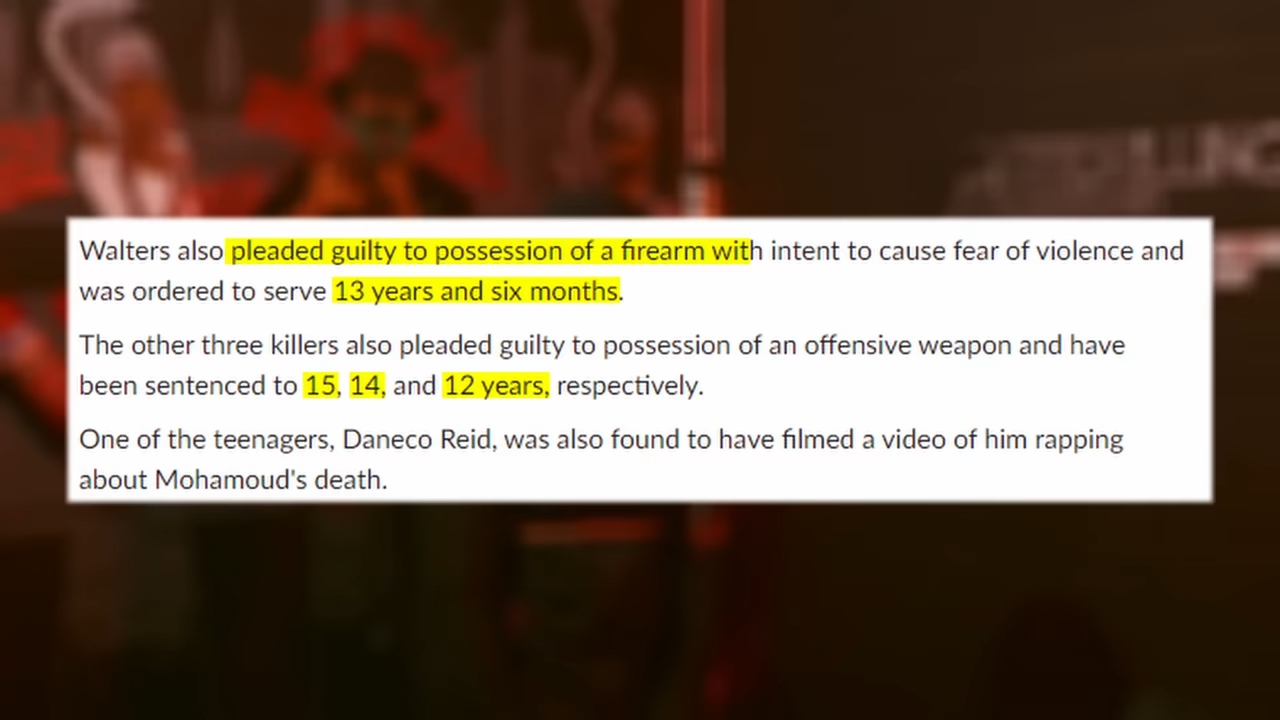 Walters also pleaded guilty to possession of a firearm with intent to cause fear of violence and
was ordered to serve 13 years and six months.
The other three killers also pleaded guilty to possession of an offensive weapon and have
been sentenced to 15, 14, and 12 years, respectively.
One of the teenagers, Daneco Reid, was also found to have filmed a video of him rapping
about Mohamoud's death.